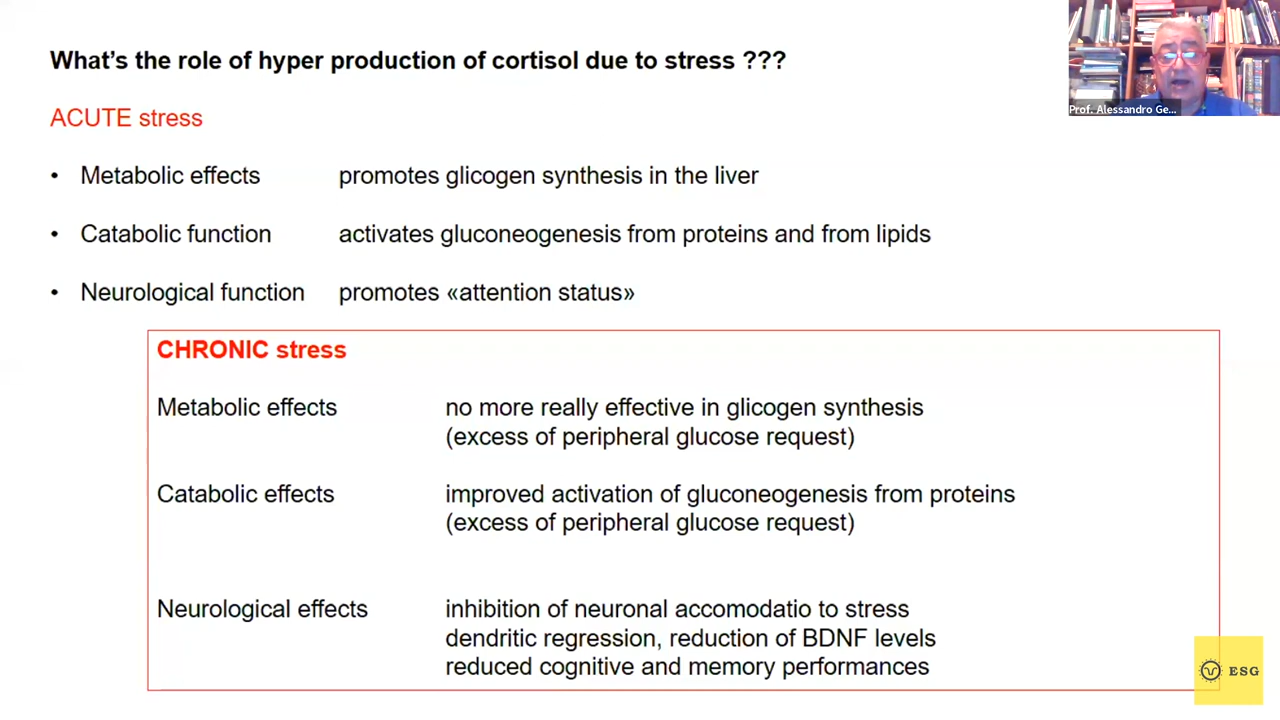 What's the role of hyper production of cortisol due to stress ???
Prof. Alessandro Ge...
ACUTE stress
• Metabolic effects promotes glicogen synthesis in the liver
• Catabolic function activates gluconeogenesis from proteins and from lipids
• Neurological function promotes «attention status»
CHRONIC stress
Metabolic effects no more really effective in glicogen synthesis
(excess of peripheral glucose request)
Catabolic effects improved activation of gluconeogenesis from proteins
(excess of peripheral glucose request)
Neurological effects inhibition of neuronal accomodatio to stress
dendritic regression, reduction of BDNF levels
reduced cognitive and memory performances
ESG